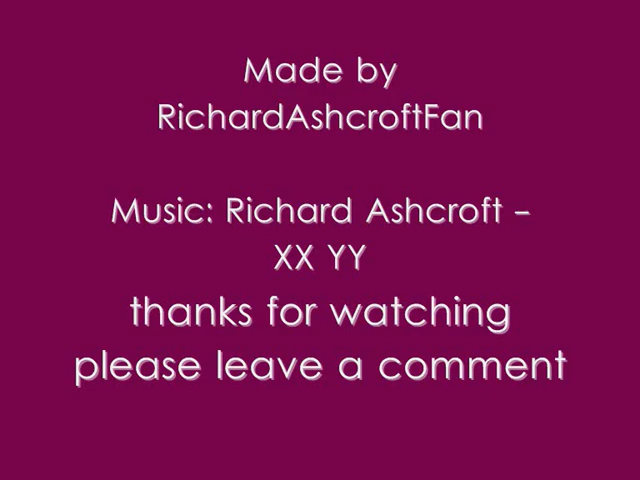 Made by
RichardAshcroftFan
Music: Richard Ashcroft -
XX YY
thanks for watching
please leave a comment